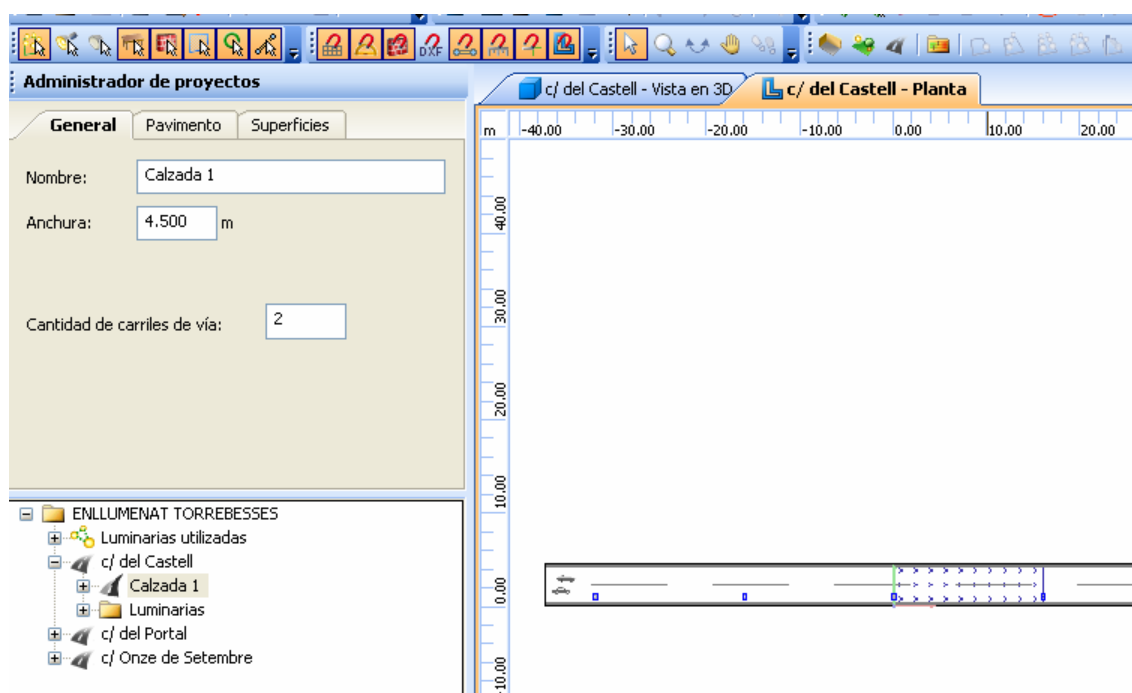 DXF
Administrador de proyectos
c/ del Castell - Vista en 3D
c/ del Castell - Planta
General
Pavimento
Superficies
m
-40.00
-30.00
-20.00
-10.00
0.00
10.00
20.00
Nombre:
Calzada 1
Anchura:
4.500
m
Cantidad de carriles de vía:
2
40.00
30.00
20.00
10.00
0.00
-10.00
ENLLUMENAT TORREBESSES
Luminarias utilizadas
c/ del Castell
Calzada 1
Luminarias
c/ del Portal
c/ Onze de Setembre